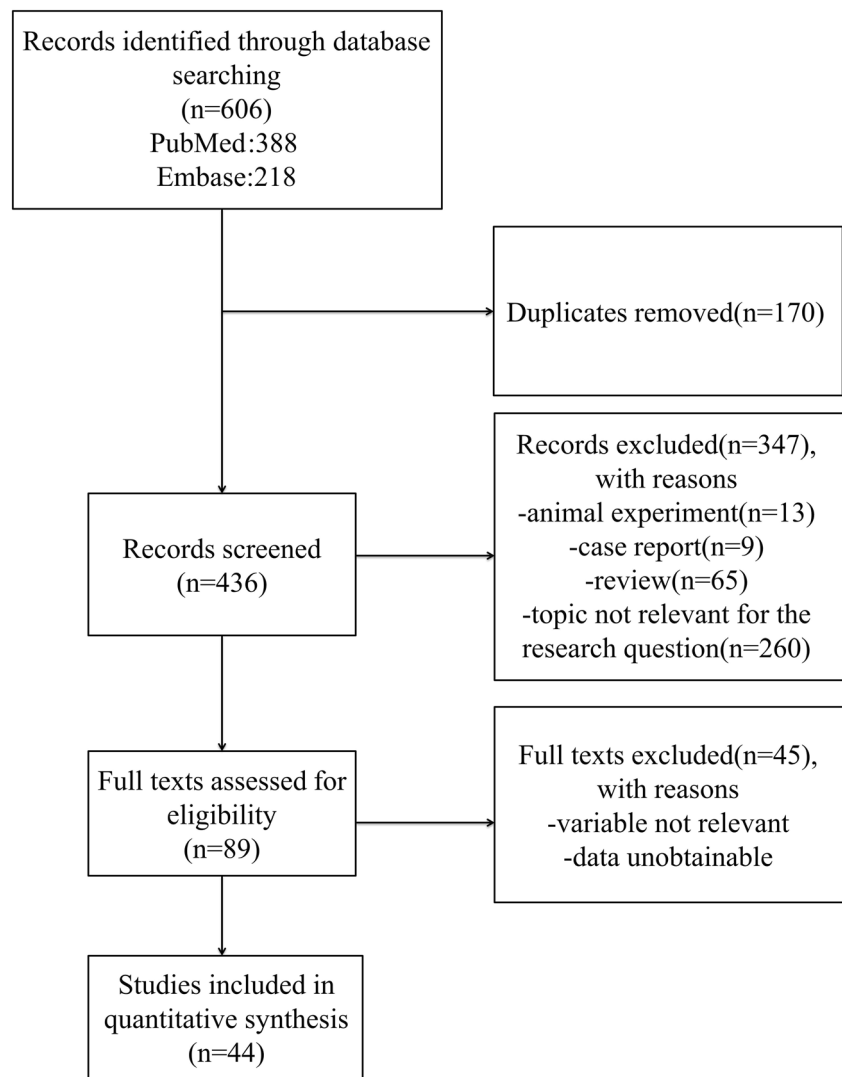 Records identified through database
searching
(n=606)
PubMed:388
Embase:218
Duplicates removed(n=170)
Records excluded(n=347),
with reasons
-animal experiment(n=13)
-case report(n=9)
-review(n=65)
-topic not relevant for the
research question(n=260)
Records screened
(n=436)
Full texts assessed for
eligibility
(n=89)
Full texts excluded(n=45),
with reasons
-variable not relevant
-data unobtainable
Studies included in
quantitative synthesis
(n=44)